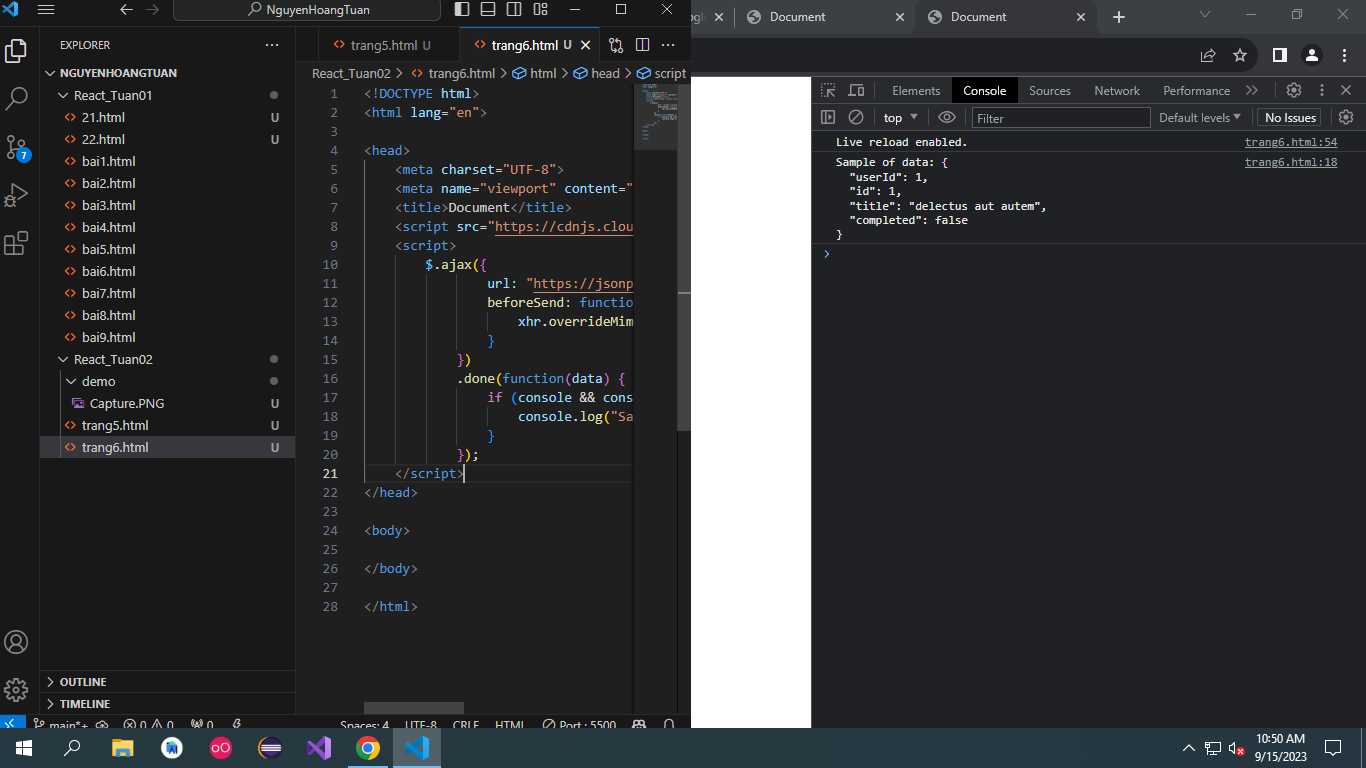 NguyenHoangTuan
EXPLORER
NGUYENHOANGTUAN
React_Tuan01
21.html U
22.html U
bai1.html
bai2.html
bai3.html
bai4.html
bai5.html
bai6.html
bai7.html
bai8.html
bai9.html
React_Tuan02
demo
Capture.PNG U
trang5.html U
trang6.html U
OUTLINE
TIMELINE
7
trang5.html U
trang6.html U
React_Tuan02 > trang6.html > html > head > script
1 <!DOCTYPE html>
2 <html lang="en">
3
4 <head>
5 <meta charset="UTF-8">
6 <meta name="viewport" content="
7 <title>Document</title>
8 <script src="https://cdnjs.clou
9 <script>
10 $.ajax({
11 url: "https://jsonp
12 beforeSend: functio
13 xhr.overrideMim
14 }
15 })
16 .done(function(data) {
17 if (console && cons
18 console.log("Sa
19 }
20 });
21 </script>
22 </head>
23
24 <body>
25
26 </body>
27
28 </html>
main*+ 0 0 0 Spaces: 4 UTF-8 CRLF HTML Port : 5500
Document
Document
Elements Console Sources Network Performance
top Filter Default levels No Issues
Live reload enabled. trang6.html:54
Sample of data: { trang6.html:18
"userId": 1,
"id": 1,
"title": "delectus aut autem",
"completed": false
}
10:50 AM
9/15/2023